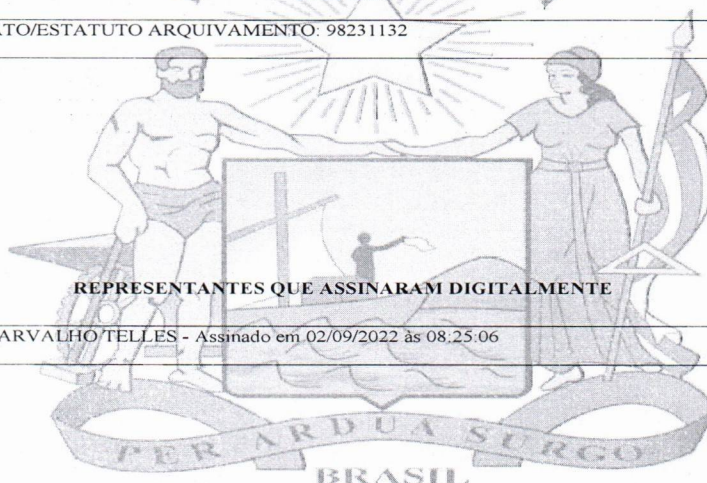 ATO/ESTATUTO ARQUIVAMENTO: 98231132
REPRESENTANTES QUE ASSINARAM DIGITALMENTE
ARVALHO TELLES - Assinado em 02/09/2022 às 08:25:06
PER ARDUA SURGO
BRASIL